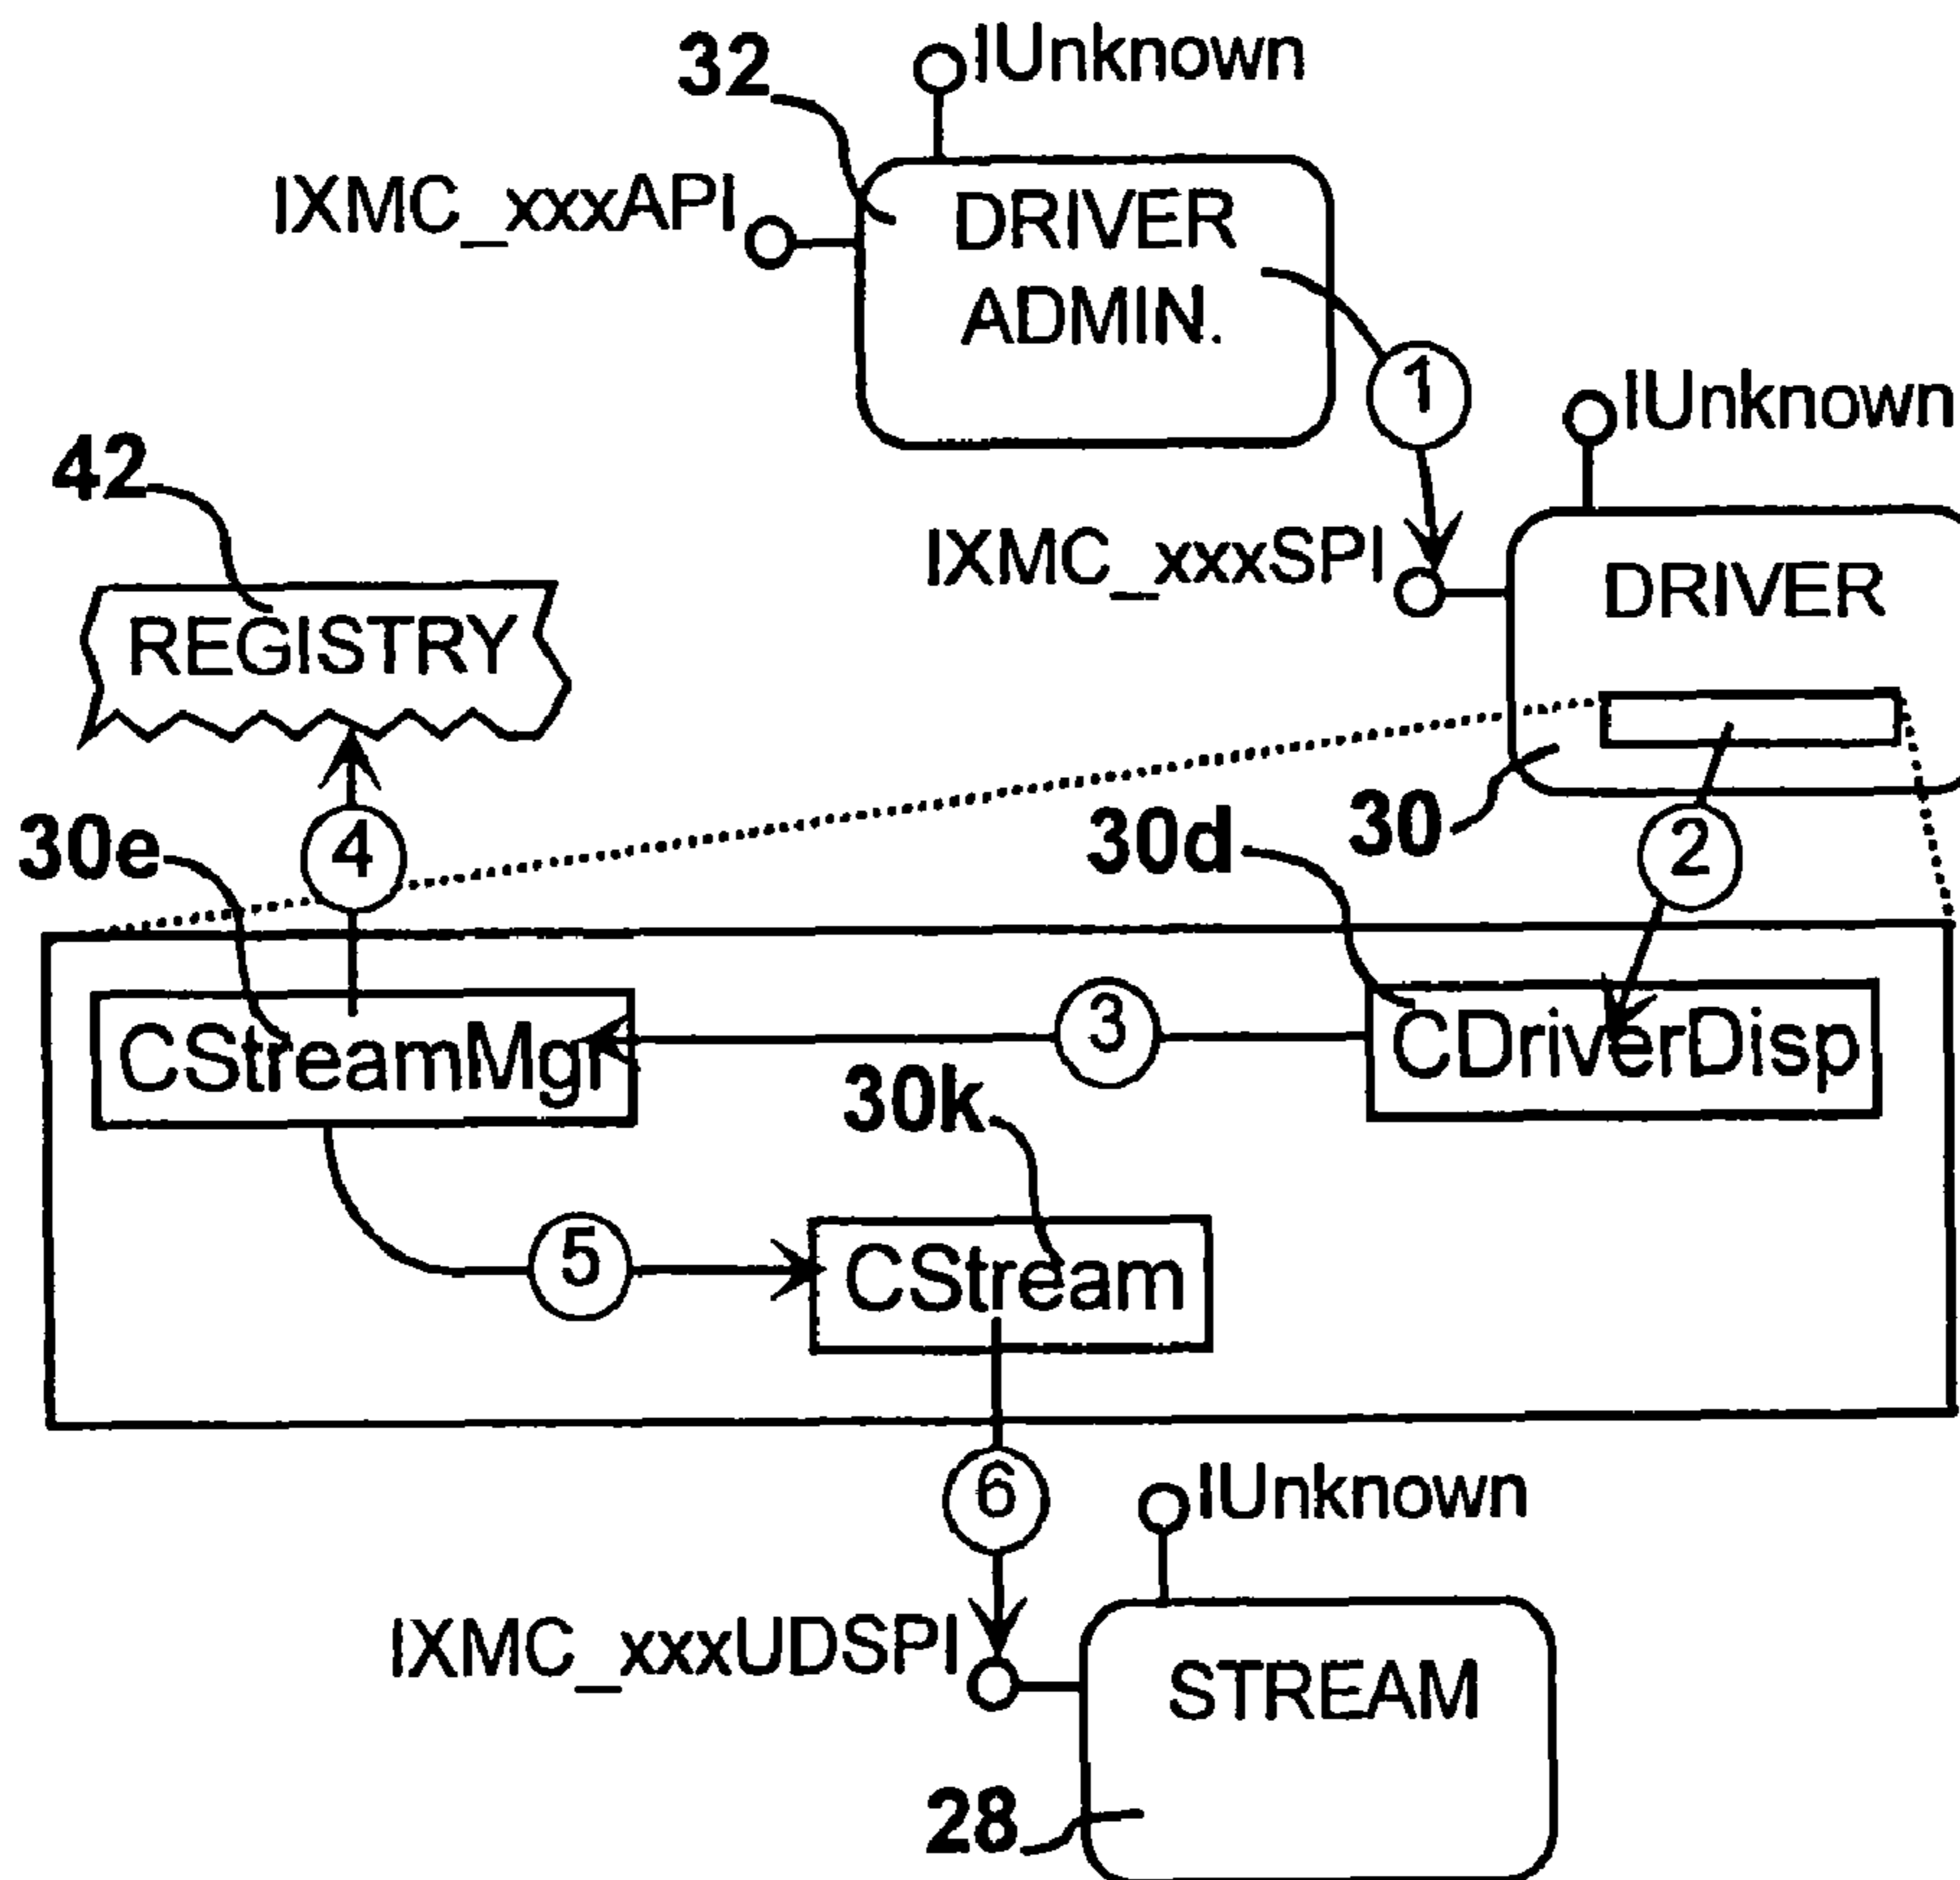 32
IUnknown
IXMC_xxxAPI
DRIVER
ADMIN.
1
IUnknown
42
IXMC_xxxSPI
DRIVER
REGISTRY
30e
4
30d
30
2
CStreamMgr
3
CDriverDisp
30k
5
CStream
6
IUnknown
IXMC_xxxUDSPI
STREAM
28